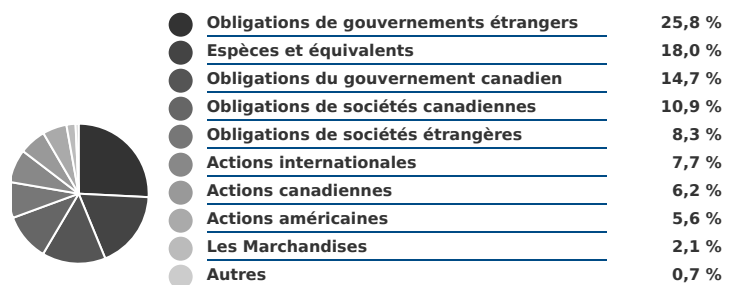 Obligations de gouvernements étrangers 25,8 %
Espèces et équivalents 18,0 %
Obligations du gouvernement canadien 14,7 %
Obligations de sociétés canadiennes 10,9 %
Obligations de sociétés étrangères 8,3 %
Actions internationales 7,7 %
Actions canadiennes 6,2 %
Actions américaines 5,6 %
Les Marchandises 2,1 %
Autres 0,7 %